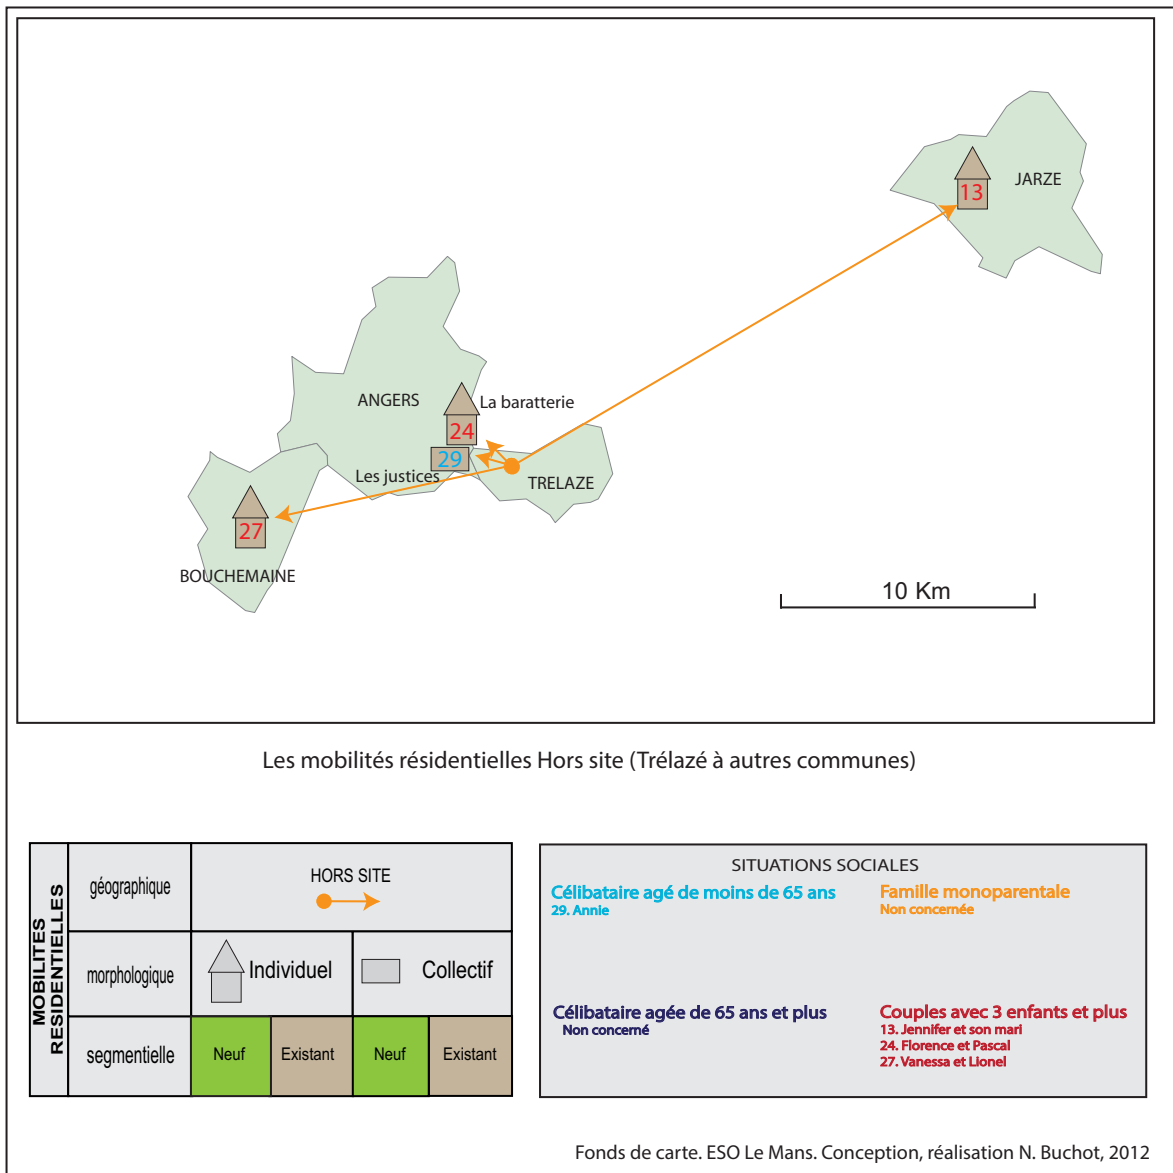 JARZE
13
La baratterie
ANGERS
24
29
Les justices
TRELAZE
27
BOUCHEMAINE
10 Km
Les mobilités résidentielles Hors site (Trélazé à autres communes)
MOBILITES
RESIDENTIELLES
géographique
HORS SITE
morphologique
Individuel
Collectif
segmentielle
Neuf
Existant
Neuf
Existant
SITUATIONS SOCIALES
Célibataire agé de moins de 65 ans
29. Annie
Famille monoparentale
Non concernée
Célibataire agée de 65 ans et plus
Non concerné
Couples avec 3 enfants et plus
13. Jennifer et son mari
24. Florence et Pascal
27. Vanessa et Lionel
Fonds de carte. ESO Le Mans. Conception, réalisation N. Buchot, 2012